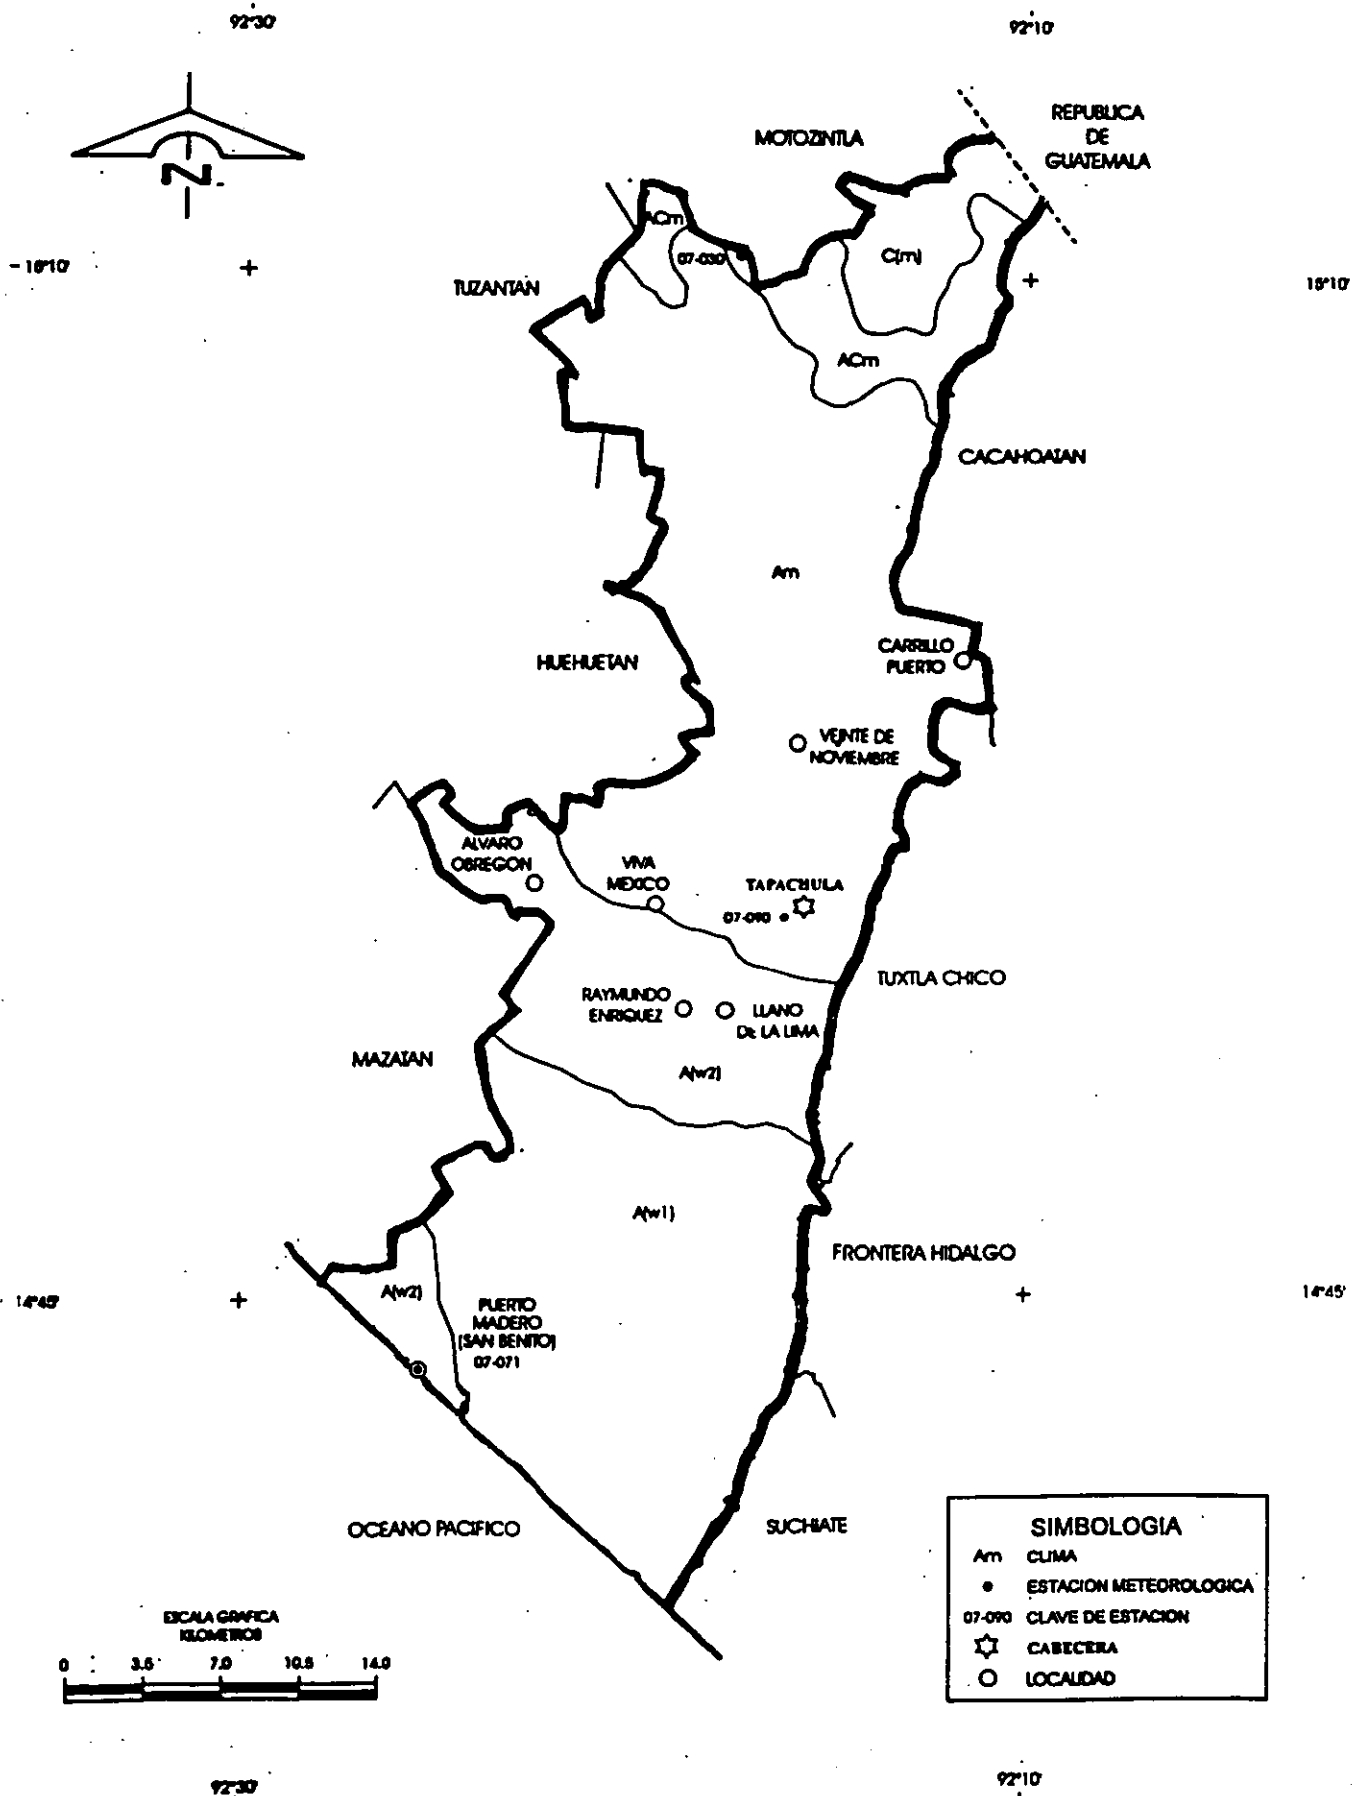 92°30'
92°10'
REPUBLICA
DE
GUATEMALA
MOTOZINTLA
N
ACm
07-030
C(m)
15°10'
15°10'
TUZANTAN
ACm
CACAHOATAN
Am
CARRILLO
PUERTO
HUEHUETAN
VEINTE DE
NOVIEMBRE
ALVARO
OBREGON
VIVA
MEXICO
TAPACHULA
07-090
TUXTLA CHICO
RAYMUNDO
ENRIQUEZ
LLANO
DE LA LIMA
MAZATAN
A(w2)
A(w1)
FRONTERA HIDALGO
A(w2)
14°45'
14°45'
PUERTO
MADERO
(SAN BENITO)
07-071
OCEANO PACIFICO
SUCHIATE
SIMBOLOGIA
Am CLIMA
ESTACION METEOROLOGICA
07-090 CLAVE DE ESTACION
CABECERA
LOCALIDAD
ESCALA GRAFICA
KILOMETROS
0 3.5 7.0 10.5 14.0
92°30'
92°10'